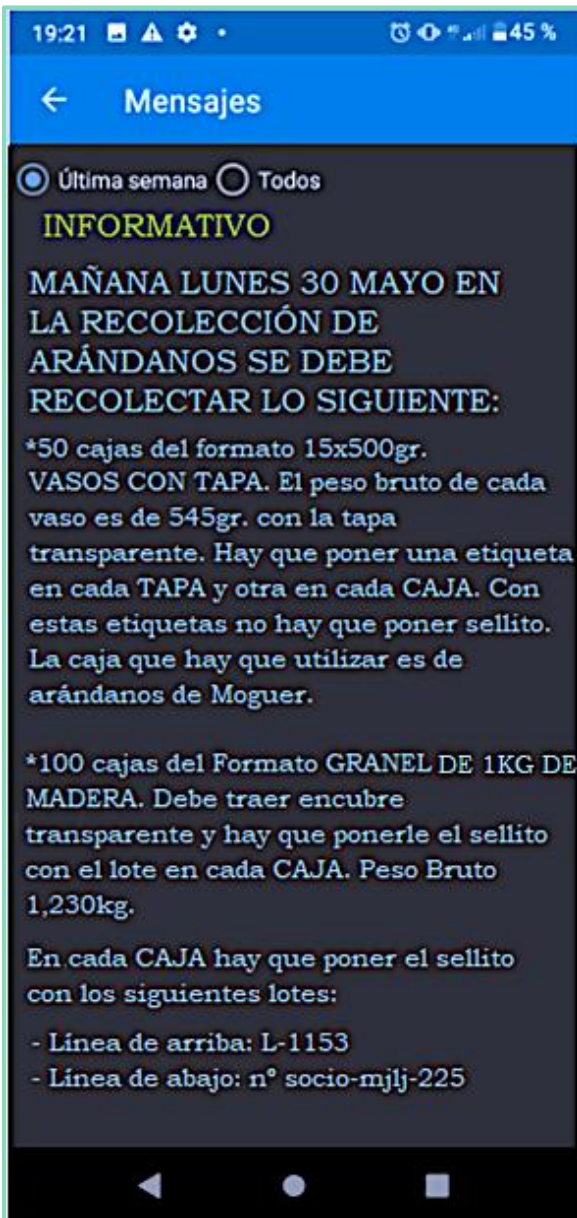 19:21 45 %
Mensajes
Última semana Todos
INFORMATIVO
MAÑANA LUNES 30 MAYO EN
LA RECOLECCIÓN DE
ARÁNDANOS SE DEBE
RECOLECTAR LO SIGUIENTE:
*50 cajas del formato 15x500gr.
VASOS CON TAPA. El peso bruto de cada
vaso es de 545gr. con la tapa
transparente. Hay que poner una etiqueta
en cada TAPA y otra en cada CAJA. Con
estas etiquetas no hay que poner sellito.
La caja que hay que utilizar es de
arándanos de Moguer.
*100 cajas del Formato GRANEL DE 1KG DE
MADERA. Debe traer encubre
transparente y hay que ponerle el sellito
con el lote en cada CAJA. Peso Bruto
1,230kg.
En cada CAJA hay que poner el sellito
con los siguientes lotes:
- Línea de arriba: L-1153
- Línea de abajo: nº socio-mjlj-225